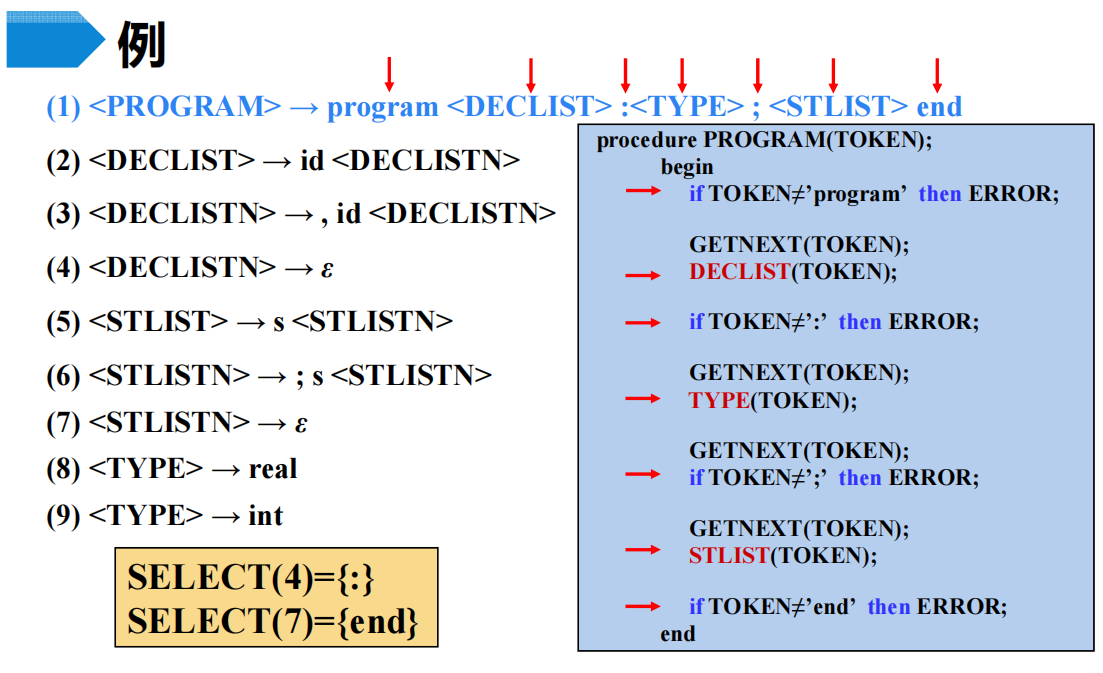 例
(1) <PROGRAM> → program <DECLIST> :<TYPE> ; <STLIST> end
(2) <DECLIST> → id <DECLISTN>
(3) <DECLISTN> → , id <DECLISTN>
(4) <DECLISTN> → ε
(5) <STLIST> → s <STLISTN>
(6) <STLISTN> → ; s <STLISTN>
(7) <STLISTN> → ε
(8) <TYPE> → real
(9) <TYPE> → int
SELECT(4)={:}
SELECT(7)={end}
procedure PROGRAM(TOKEN);
begin
if TOKEN≠’program’ then ERROR;
GETNEXT(TOKEN);
DECLIST(TOKEN);
if TOKEN≠’:’ then ERROR;
GETNEXT(TOKEN);
TYPE(TOKEN);
GETNEXT(TOKEN);
if TOKEN≠’;’ then ERROR;
GETNEXT(TOKEN);
STLIST(TOKEN);
if TOKEN≠’end’ then ERROR;
end